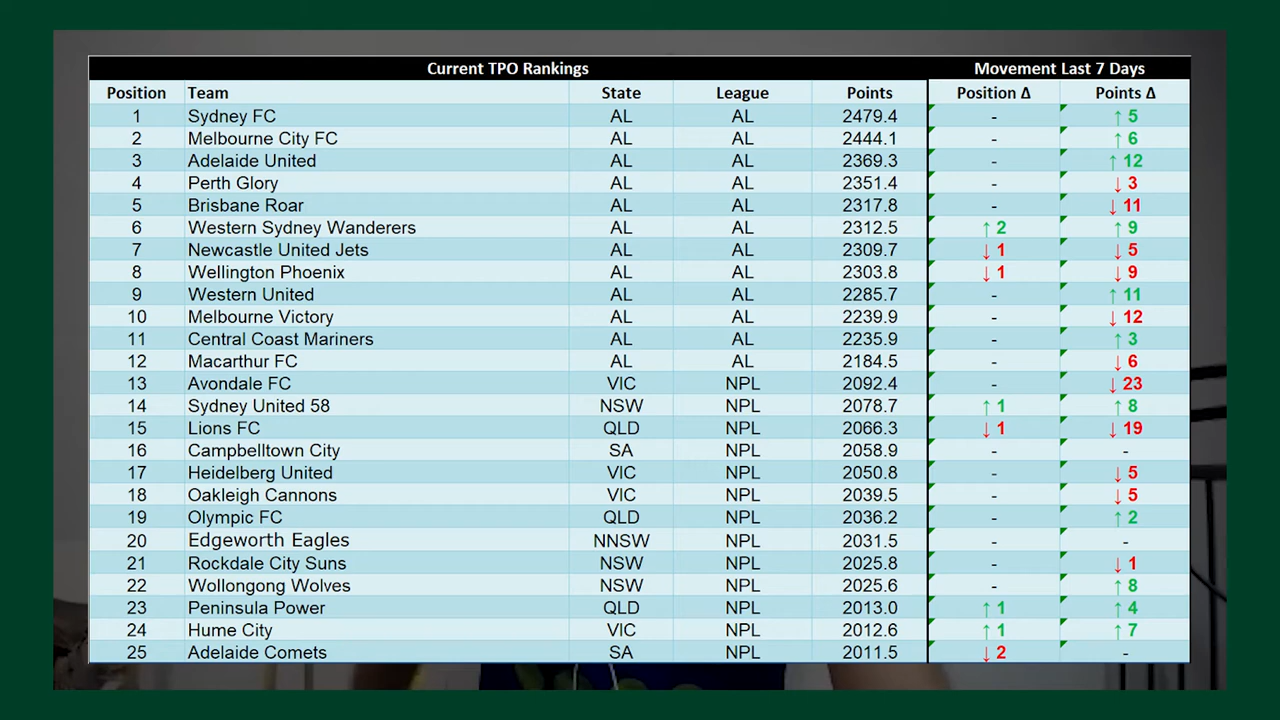 Current TPO Rankings Movement Last 7 Days
Position Team State League Points Position Δ Points Δ
1 Sydney FC AL AL 2479.4 - ↑ 5
2 Melbourne City FC AL AL 2444.1 - ↑ 6
3 Adelaide United AL AL 2369.3 - ↑ 12
4 Perth Glory AL AL 2351.4 - ↓ 3
5 Brisbane Roar AL AL 2317.8 - ↓ 11
6 Western Sydney Wanderers AL AL 2312.5 ↑ 2 ↑ 9
7 Newcastle United Jets AL AL 2309.7 ↓ 1 ↓ 5
8 Wellington Phoenix AL AL 2303.8 ↓ 1 ↓ 9
9 Western United AL AL 2285.7 - ↑ 11
10 Melbourne Victory AL AL 2239.9 - ↓ 12
11 Central Coast Mariners AL AL 2235.9 - ↑ 3
12 Macarthur FC AL AL 2184.5 - ↓ 6
13 Avondale FC VIC NPL 2092.4 - ↓ 23
14 Sydney United 58 NSW NPL 2078.7 ↑ 1 ↑ 8
15 Lions FC QLD NPL 2066.3 ↓ 1 ↓ 19
16 Campbelltown City SA NPL 2058.9 - -
17 Heidelberg United VIC NPL 2050.8 - ↓ 5
18 Oakleigh Cannons VIC NPL 2039.5 - ↓ 5
19 Olympic FC QLD NPL 2036.2 - ↑ 2
20 Edgeworth Eagles NNSW NPL 2031.5 - -
21 Rockdale City Suns NSW NPL 2025.8 - ↓ 1
22 Wollongong Wolves NSW NPL 2025.6 - ↑ 8
23 Peninsula Power QLD NPL 2013.0 ↑ 1 ↑ 4
24 Hume City VIC NPL 2012.6 ↑ 1 ↑ 7
25 Adelaide Comets SA NPL 2011.5 ↓ 2 -